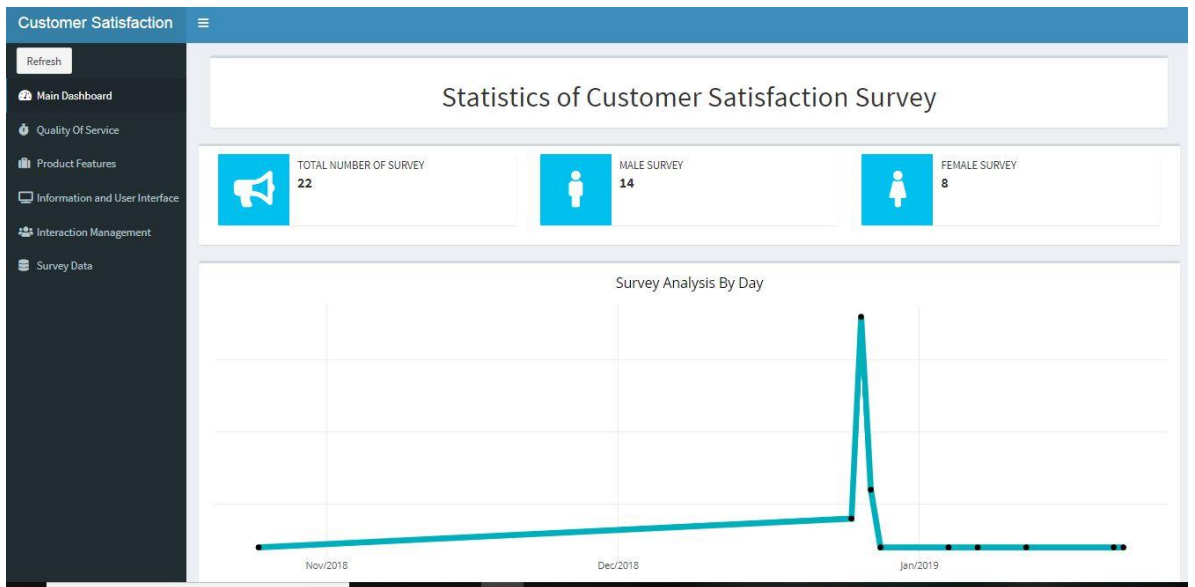 Customer Satisfaction
Refresh
Main Dashboard
Quality Of Service
Product Features
Information and User Interface
Interaction Management
Survey Data
Statistics of Customer Satisfaction Survey
TOTAL NUMBER OF SURVEY
22
MALE SURVEY
14
FEMALE SURVEY
8
Survey Analysis By Day
Nov/2018 Dec/2018 Jan/2019